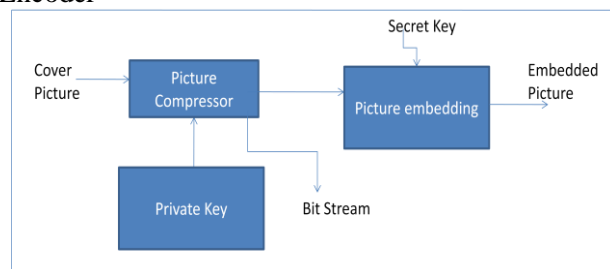 Encoder
Secret Key
Cover
Picture
Picture
Compressor
Picture embedding
Embedded
Picture
Private Key
Bit Stream